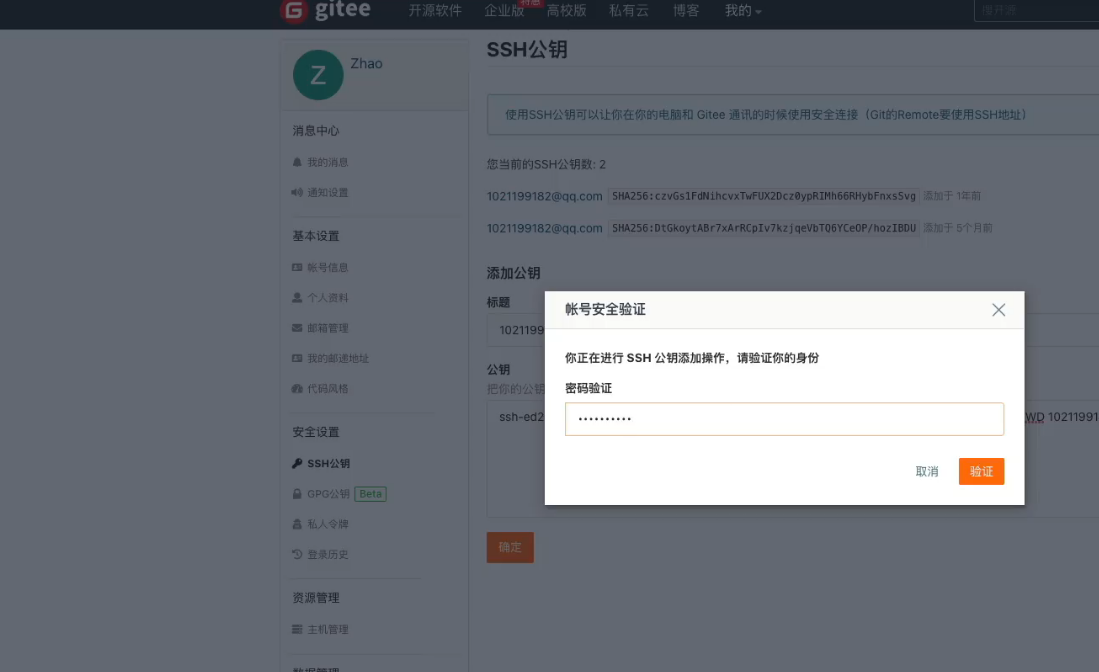 gitee 开源软件 企业版 特惠 高校版 私有云 博客 我的 搜开源
Z Zhao
消息中心
我的消息
通知设置
基本设置
帐号信息
个人资料
邮箱管理
我的邮递地址
代码风格
安全设置
SSH公钥
GPG公钥 Beta
私人令牌
登录历史
资源管理
主机管理
数据管理
SSH公钥
使用SSH公钥可以让你在你的电脑和 Gitee 通讯的时候使用安全连接（Git的Remote要使用SSH地址）
您当前的SSH公钥数: 2
1021199182@qq.com SHA256:czvGs1FdNihcvxTwFUX2Dcz0ypRIMh66RHybFnxsSvg 添加于 1年前
1021199182@qq.com SHA256:DtGkoytABr7xArRCpIv7kzjqeVbTQ6YCeOP/hozIBDU 添加于 5个月前
添加公钥
标题
102119
公钥
把你的公钥
ssh-ed2
WD 10211991
确定
帐号安全验证
你正在进行 SSH 公钥添加操作，请验证你的身份
密码验证
••••••••••
取消 验证